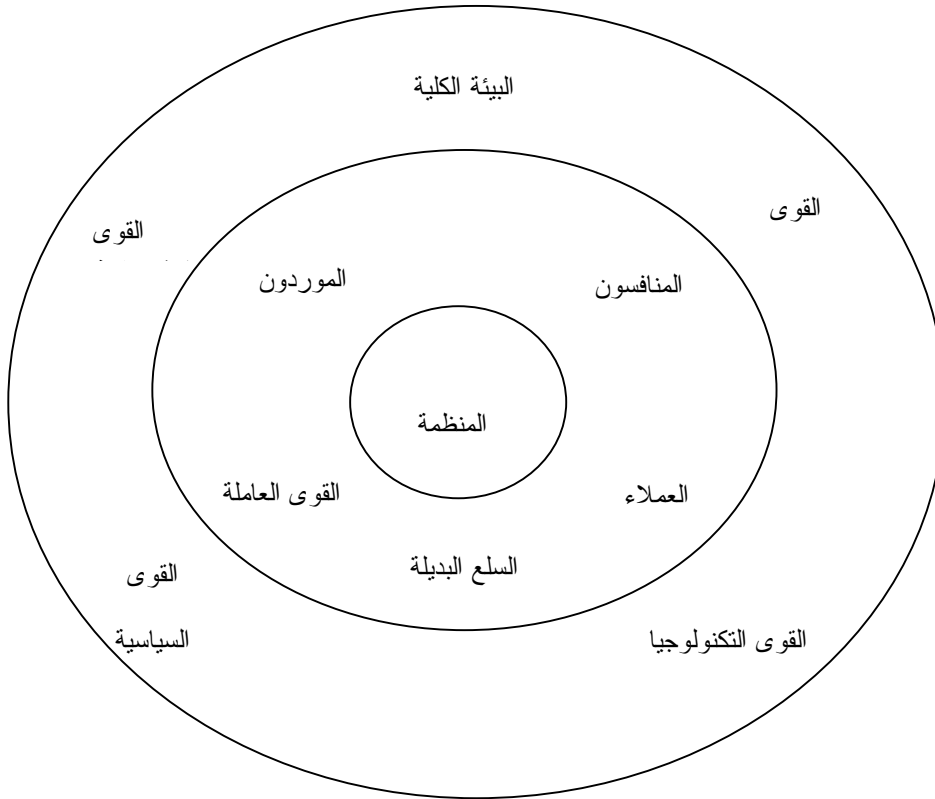 البيئة الكلية
القوى
القوى
المنافسون
الموردون
المنظمة
العملاء
القوى العاملة
السلع البديلة
القوى
السياسية
القوى التكنولوجيا